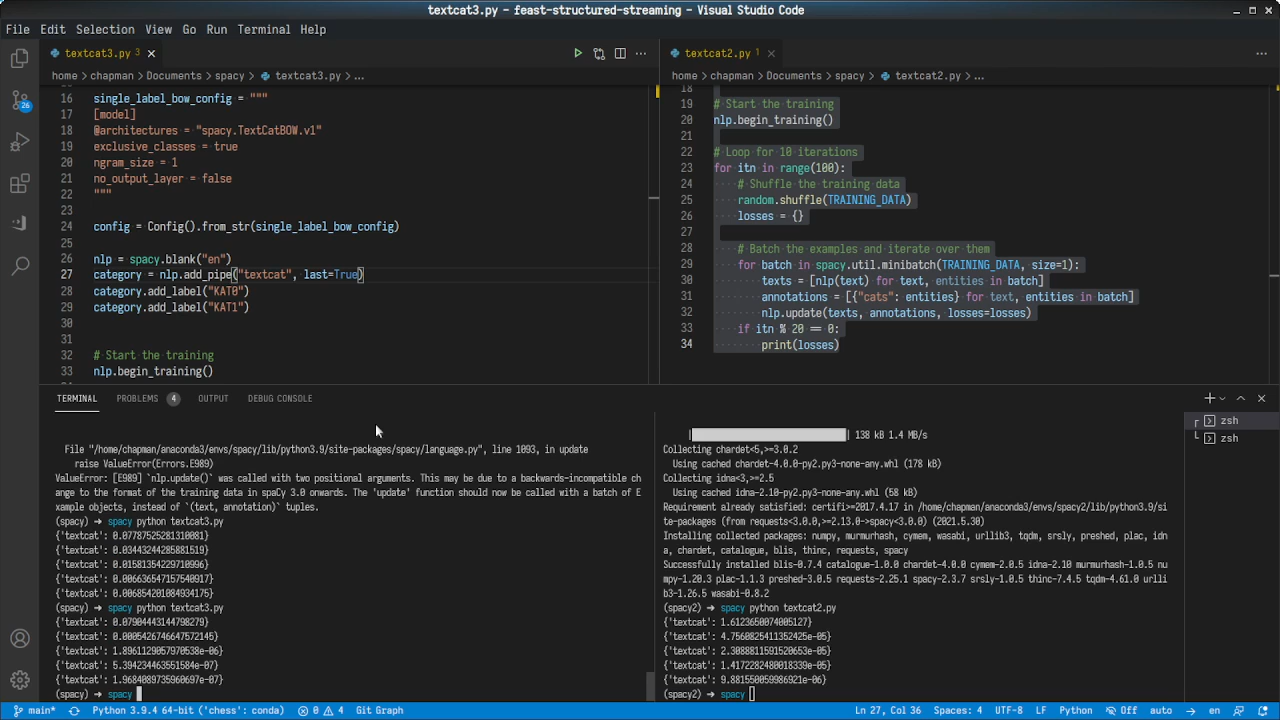 textcat3.py - feast-structured-streaming - Visual Studio Code
File Edit Selection View Go Run Terminal Help
textcat3.py 3
home > chapman > Documents > spacy > textcat3.py > ...
16 single_label_bow_config = """
17 [model]
18 @architectures = "spacy.TextCatBOW.v1"
19 exclusive_classes = true
20 ngram_size = 1
21 no_output_layer = false
22 """
23
24 config = Config().from_str(single_label_bow_config)
25
26 nlp = spacy.blank("en")
27 category = nlp.add_pipe("textcat", last=True)
28 category.add_label("KAT0")
29 category.add_label("KAT1")
30
31
32 # Start the training
33 nlp.begin_training()
textcat2.py 1
home > chapman > Documents > spacy > textcat2.py > ...
18
19 # Start the training
20 nlp.begin_training()
21
22 # Loop for 10 iterations
23 for itn in range(100):
24 # Shuffle the training data
25 random.shuffle(TRAINING_DATA)
26 losses = {}
27
28 # Batch the examples and iterate over them
29 for batch in spacy.util.minibatch(TRAINING_DATA, size=1):
30 texts = [nlp(text) for text, entities in batch]
31 annotations = [{"cats": entities} for text, entities in batch]
32 nlp.update(texts, annotations, losses=losses)
33 if itn % 20 == 0:
34 print(losses)
26
TERMINAL PROBLEMS 4 OUTPUT DEBUG CONSOLE
File "/home/chapman/anaconda3/envs/spacy/lib/python3.9/site-packages/spacy/language.py", line 1093, in update
raise ValueError(Errors.E989)
ValueError: [E989] `nlp.update()` was called with two positional arguments. This may be due to a backwards-incompatible ch
ange to the format of the training data in spaCy 3.0 onwards. The 'update' function should now be called with a batch of E
xample objects, instead of `(text, annotation)` tuples.
(spacy) → spacy python textcat3.py
{'textcat': 0.07787525281310081}
{'textcat': 0.03443244285881519}
{'textcat': 0.01581354229710996}
{'textcat': 0.006636547157540917}
{'textcat': 0.006854201084934175}
(spacy) → spacy python textcat3.py
{'textcat': 0.07904443144798279}
{'textcat': 0.0005426746647572145}
{'textcat': 1.8961129057970538e-06}
{'textcat': 5.394234463551584e-07}
{'textcat': 1.9684089735960697e-07}
(spacy) → spacy
| | 138 kB 1.4 MB/s
Collecting chardet<5,>=3.0.2
Using cached chardet-4.0.0-py2.py3-none-any.whl (178 kB)
Collecting idna<3,>=2.5
Using cached idna-2.10-py2.py3-none-any.whl (58 kB)
Requirement already satisfied: certifi>=2017.4.17 in /home/chapman/anaconda3/envs/spacy2/lib/python3.9/si
te-packages (from requests<3.0.0,>=2.13.0->spacy<3.0.0) (2021.5.30)
Installing collected packages: numpy, murmurhash, cymem, wasabi, urllib3, tqdm, srsly, preshed, plac, idn
a, chardet, catalogue, blis, thinc, requests, spacy
Successfully installed blis-0.7.4 catalogue-1.0.0 chardet-4.0.0 cymem-2.0.5 idna-2.10 murmurhash-1.0.5 nu
mpy-1.20.3 plac-1.1.3 preshed-3.0.5 requests-2.25.1 spacy-2.3.7 srsly-1.0.5 thinc-7.4.5 tqdm-4.61.0 urlli
b3-1.26.5 wasabi-0.8.2
(spacy2) → spacy python textcat2.py
{'textcat': 1.6123650074005127}
{'textcat': 4.7560825411352425e-05}
{'textcat': 2.3088811591520653e-05}
{'textcat': 1.4172282480018339e-05}
{'textcat': 9.881550059986921e-06}
(spacy2) → spacy
zsh
zsh
main* Python 3.9.4 64-bit ('chess': conda) 0 4 Git Graph
Ln 27, Col 36 Spaces: 4 UTF-8 LF Python Off auto en